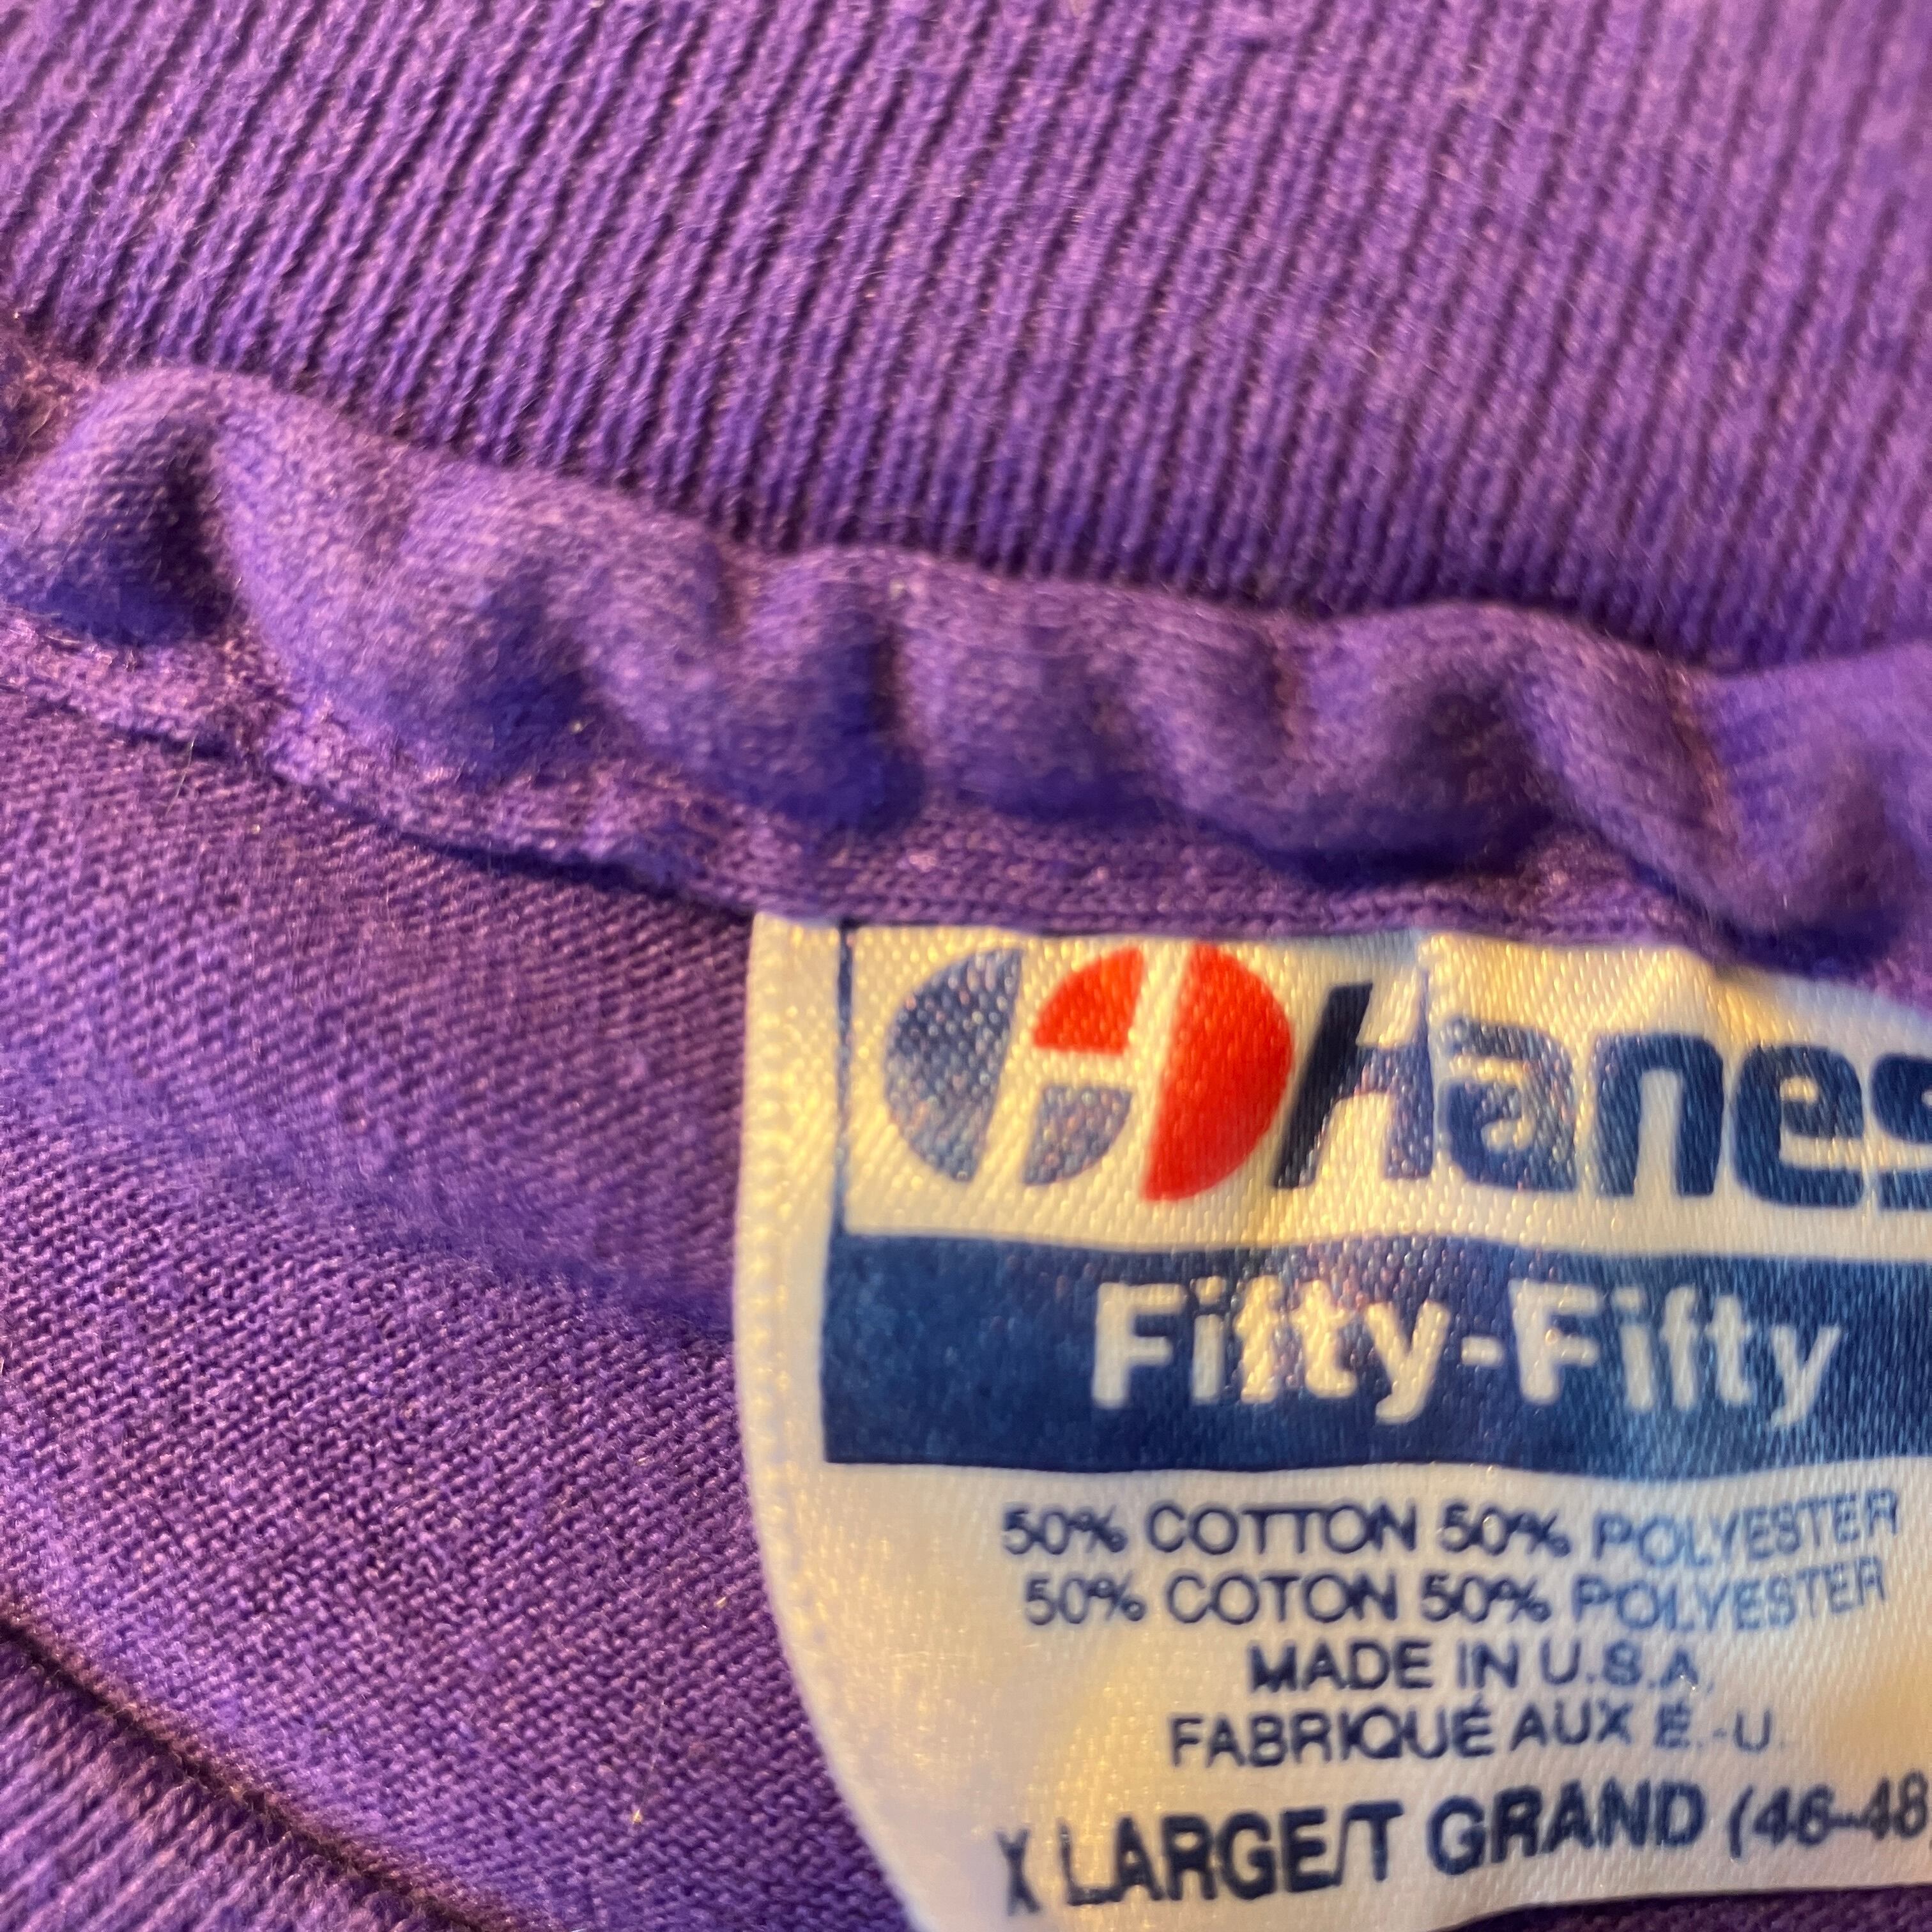 Hanes
Fifty-Fifty
50% COTTON 50% POLYESTER
50% COTON 50% POLYESTER
MADE IN U.S.A.
FABRIQUÉ AUX É.-U.
X LARGE/T GRAND (46-48)